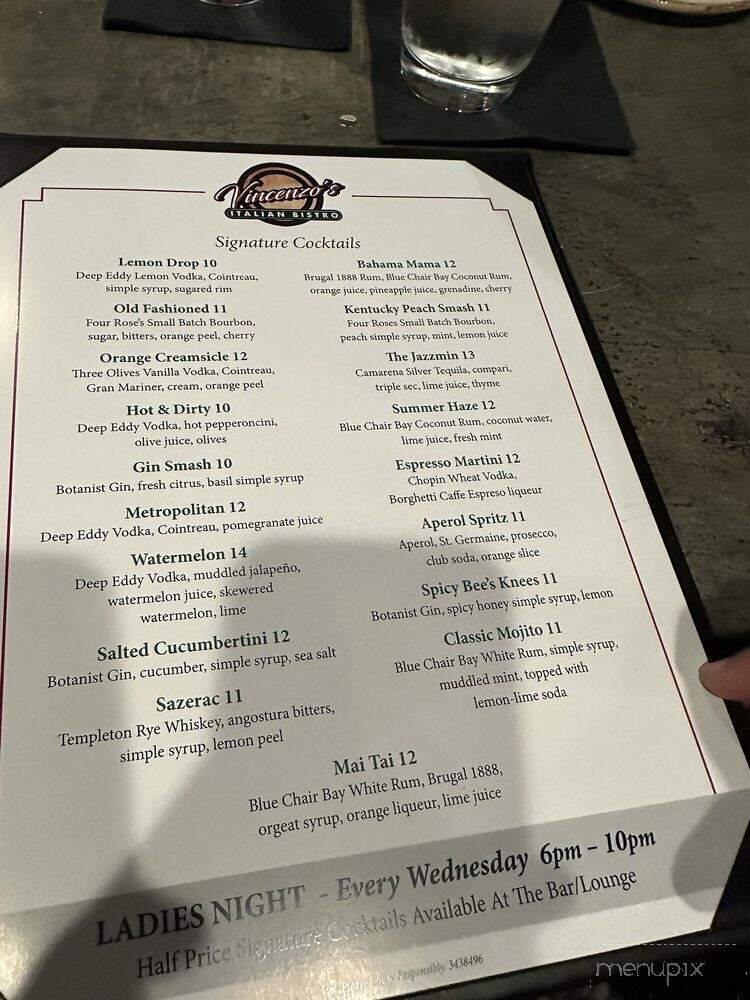 Vincenzo's
ITALIAN BISTRO
Signature Cocktails
Lemon Drop 10
Deep Eddy Lemon Vodka, Cointreau,
simple syrup, sugared rim
Old Fashioned 11
Four Rose's Small Batch Bourbon,
sugar, bitters, orange peel, cherry
Orange Creamsicle 12
Three Olives Vanilla Vodka, Cointreau,
Gran Mariner, cream, orange peel
Hot & Dirty 10
Deep Eddy Vodka, hot pepperoncini,
olive juice, olives
Gin Smash 10
Botanist Gin, fresh citrus, basil simple syrup
Metropolitan 12
Deep Eddy Vodka, Cointreau, pomegranate juice
Watermelon 14
Deep Eddy Vodka, muddled jalapeño,
watermelon juice, skewered
watermelon, lime
Salted Cucumbertini 12
Botanist Gin, cucumber, simple syrup, sea salt
Sazerac 11
Templeton Rye Whiskey, angostura bitters,
simple syrup, lemon peel
Bahama Mama 12
Brugal 1888 Rum, Blue Chair Bay Coconut Rum,
orange juice, pineapple juice, grenadine, cherry
Kentucky Peach Smash 11
Four Roses Small Batch Bourbon,
peach simple syrup, mint, lemon juice
The Jazzmin 13
Camarena Silver Tequila, compari,
triple sec, lime juice, thyme
Summer Haze 12
Blue Chair Bay Coconut Rum, coconut water,
lime juice, fresh mint
Espresso Martini 12
Chopin Wheat Vodka,
Borghetti Caffe Espreso liqueur
Aperol Spritz 11
Aperol, St. Germaine, prosecco,
club soda, orange slice
Spicy Bee's Knees 11
Botanist Gin, spicy honey simple syrup, lemon
Classic Mojito 11
Blue Chair Bay White Rum, simple syrup,
muddled mint, topped with
lemon-lime soda
Mai Tai 12
Blue Chair Bay White Rum, Brugal 1888,
orgeat syrup, orange liqueur, lime juice
LADIES NIGHT - Every Wednesday 6pm – 10pm
Half Price Signature Cocktails Available At The Bar/Lounge
Responsibly. 3438496
menupix